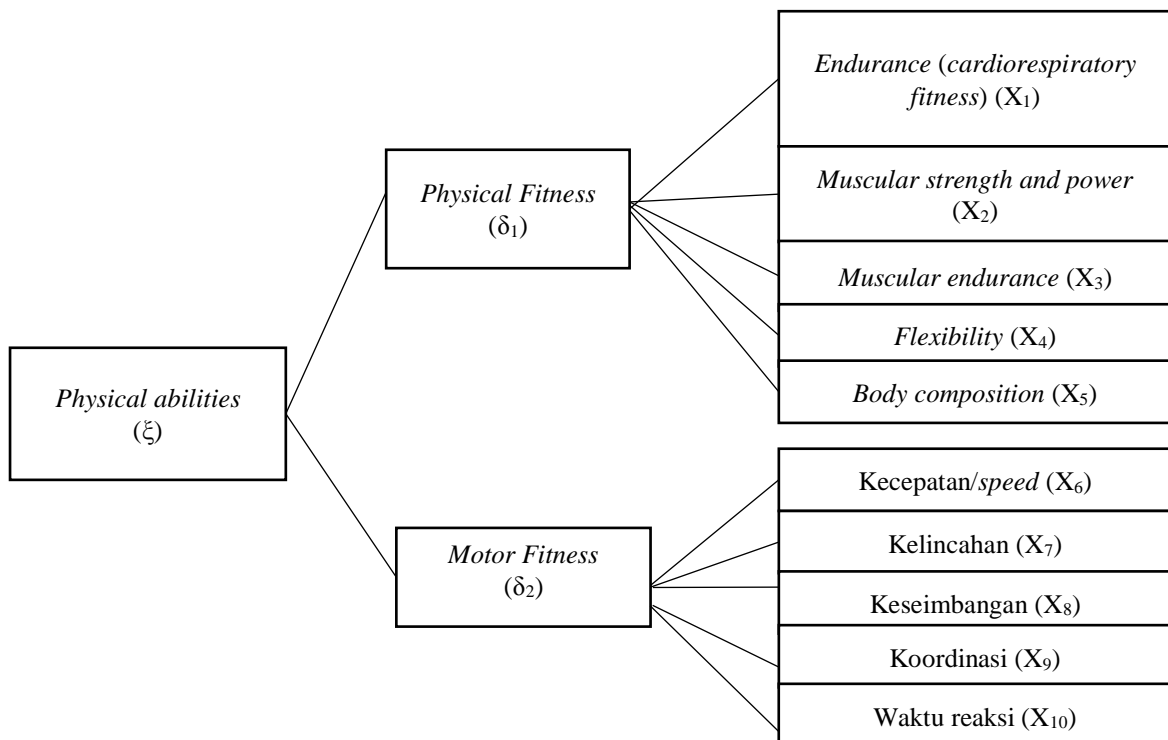 Physical abilities
(ξ)
Physical Fitness
(δ₁)
Endurance (cardiorespiratory
fitness) (X₁)
Muscular strength and power
(X₂)
Muscular endurance (X₃)
Flexibility (X₄)
Body composition (X₅)
Motor Fitness
(δ₂)
Kecepatan/speed (X₆)
Kelincahan (X₇)
Keseimbangan (X₈)
Koordinasi (X₉)
Waktu reaksi (X₁₀)